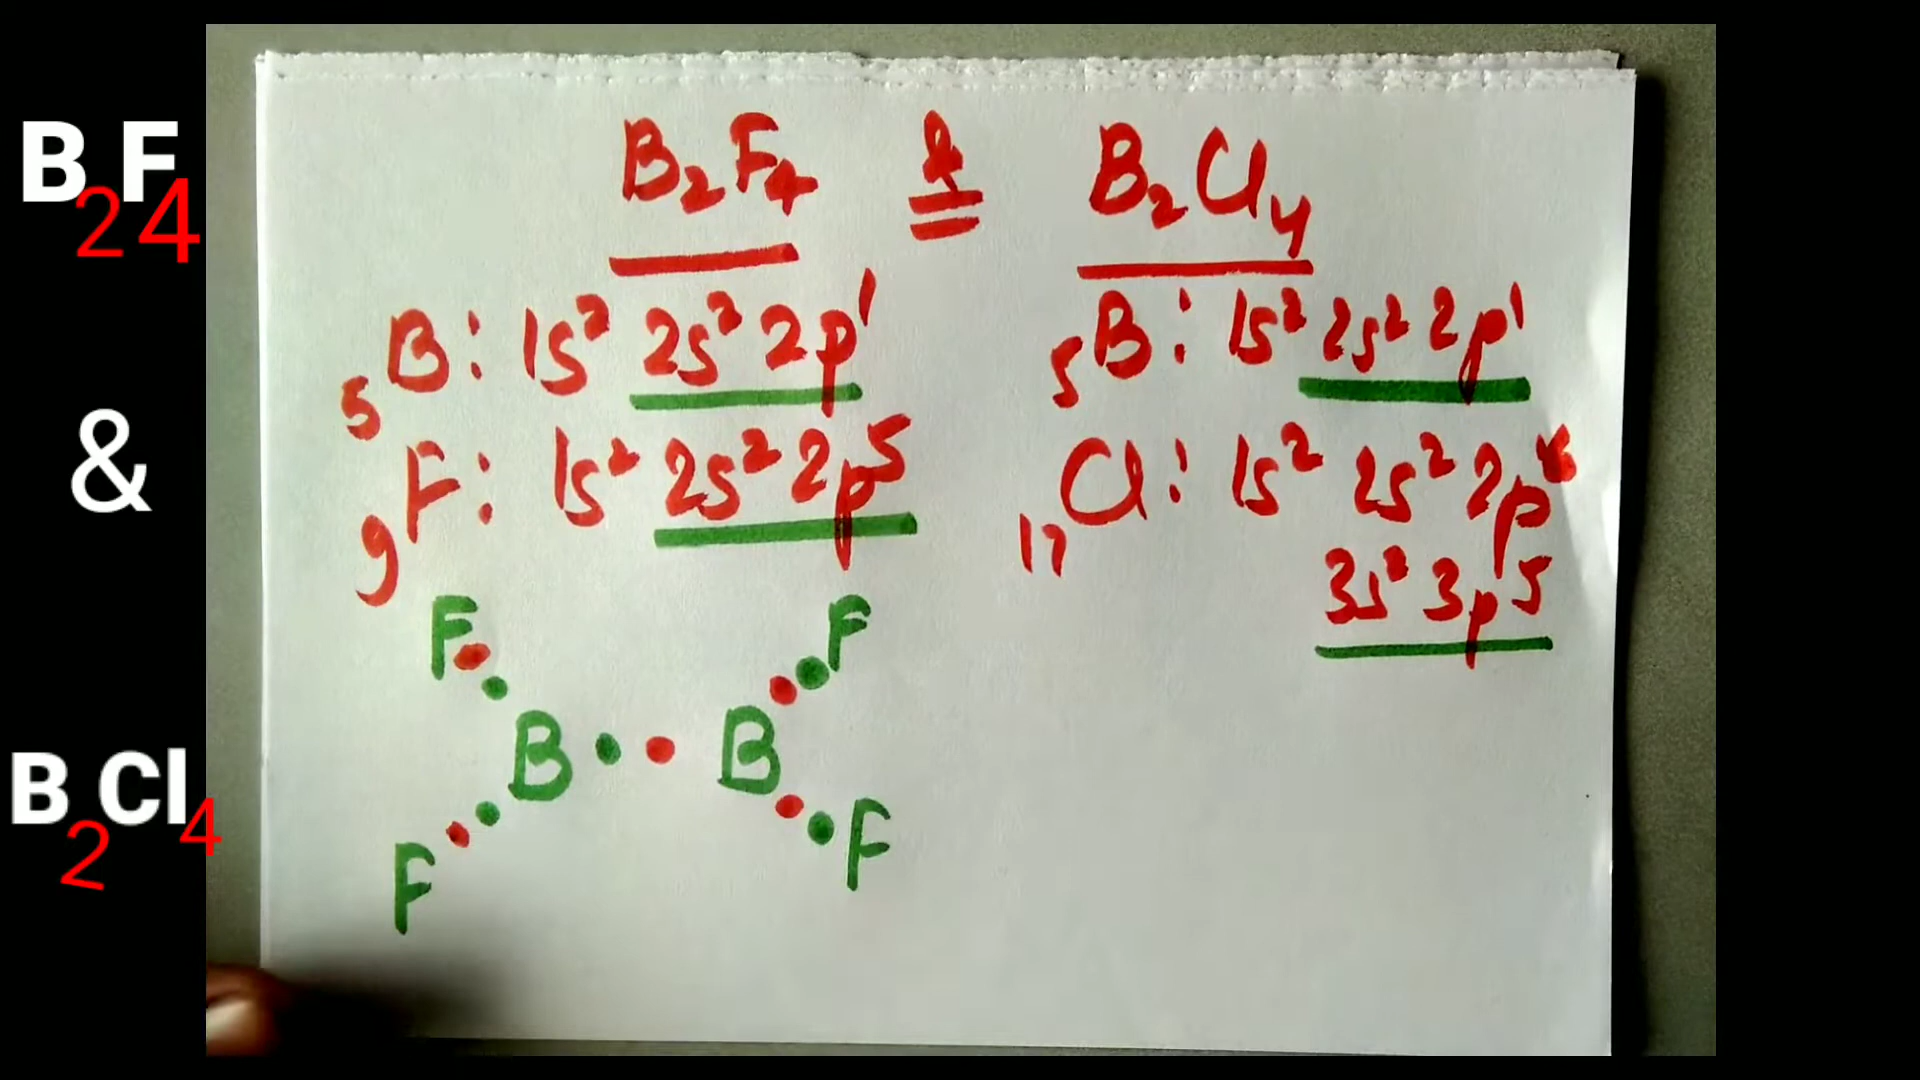 B2F4
&
B2Cl4
B2F4 & B2Cl4
5B: 1s² 2s² 2p¹
9F: 1s² 2s² 2p⁵
5B: 1s² 2s² 2p¹
17Cl: 1s² 2s² 2p⁶
3s² 3p⁵
F F
B B
F F